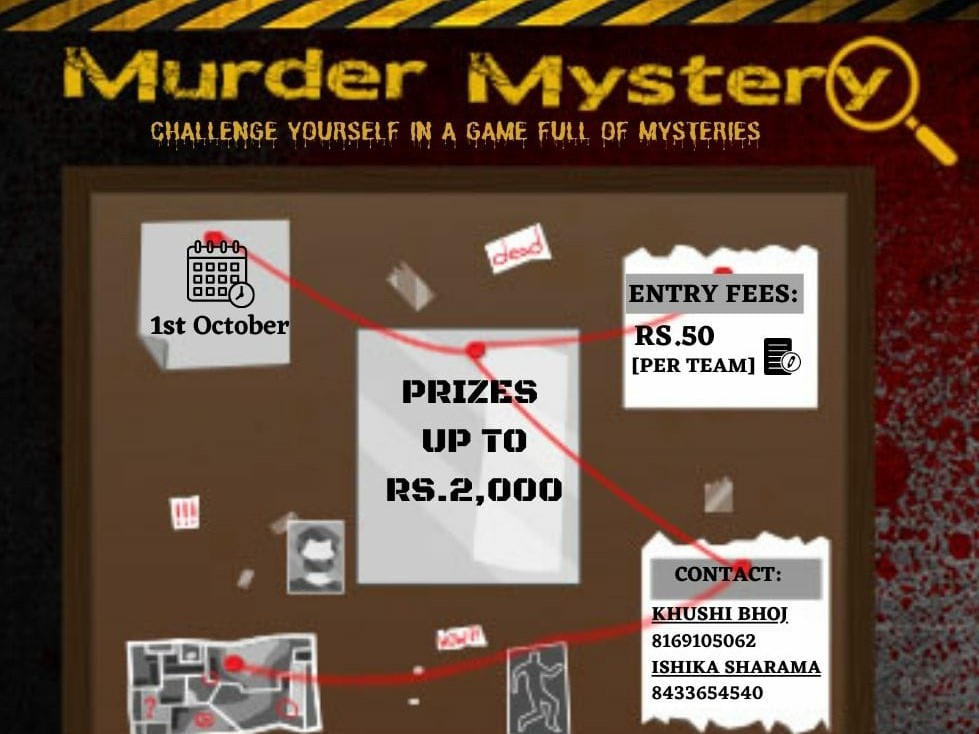 Murder Mystery
CHALLENGE YOURSELF IN A GAME FULL OF MYSTERIES
1st October
dead
ENTRY FEES:
RS.50
[PER TEAM]
PRIZES
UP TO
RS.2,000
!!!
CONTACT:
KHUSHI BHOJ
8169105062
ISHIKA SHARAMA
8433654540
HOW?!
?